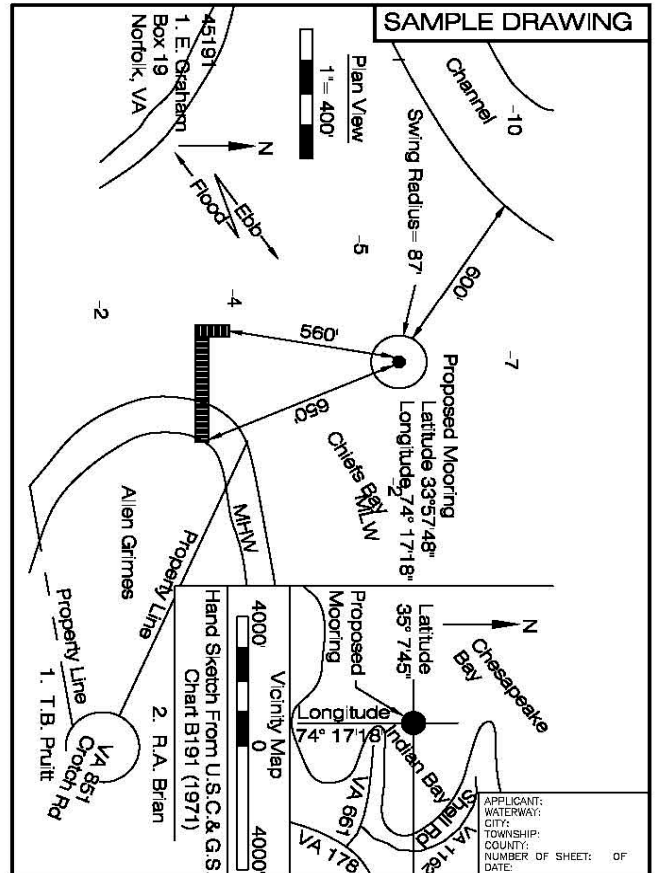 SAMPLE DRAWING
45191
1. E. Graham
Box 19
Norfolk, VA
Plan View
1"= 400'
N
Flood
Ebb
Channel
-10
Swing Radius= 87'
600'
-5
-7
-4
-2
560'
650'
Proposed Mooring
Latitude 33°57'48"
Longitude 74° 17'18"
Chiefs Bay
-2
MLW
MHW
Allen Grimes
Property Line
Property Line
1. T.B. Pruitt
VA 851
Crotch Rd
2. R.A. Brian
Hand Sketch From U.S.C.& G.S.
Chart B191 (1971)
Vicinity Map
4000'
0
4000'
N
Chesapeake
Bay
Latitude
35° 7'45"
Proposed
Mooring
Longitude
74° 17'18"
Indian Bay
Shell Rd
VA 1162
VA 661
VA 178
APPLICANT:
WATERWAY:
CITY:
TOWNSHIP:
COUNTY:
NUMBER OF SHEET: OF
DATE: